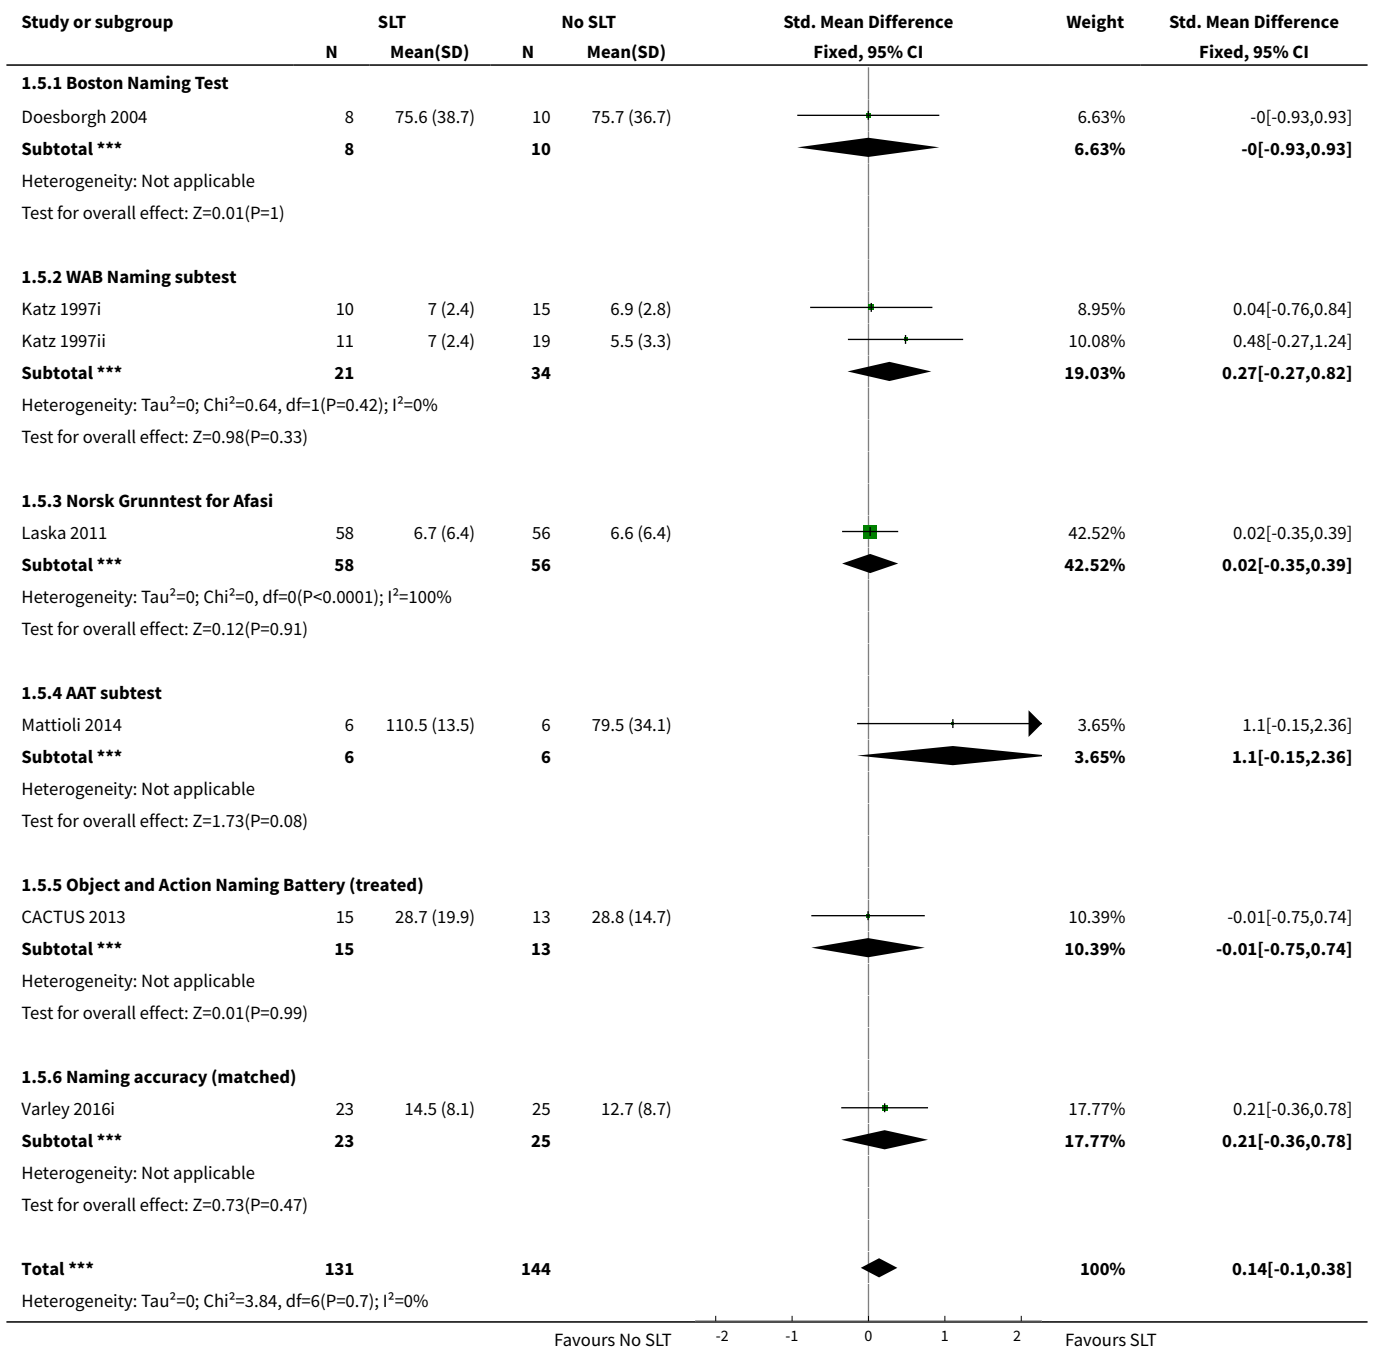 Study or subgroup SLT No SLT Std. Mean Difference Weight Std. Mean Difference
N Mean(SD) N Mean(SD) Fixed, 95% CI Fixed, 95% CI
1.5.1 Boston Naming Test
Doesborgh 2004 8 75.6 (38.7) 10 75.7 (36.7) 6.63% -0[-0.93,0.93]
Subtotal *** 8 10 6.63% -0[-0.93,0.93]
Heterogeneity: Not applicable
Test for overall effect: Z=0.01(P=1)
1.5.2 WAB Naming subtest
Katz 1997i 10 7 (2.4) 15 6.9 (2.8) 8.95% 0.04[-0.76,0.84]
Katz 1997ii 11 7 (2.4) 19 5.5 (3.3) 10.08% 0.48[-0.27,1.24]
Subtotal *** 21 34 19.03% 0.27[-0.27,0.82]
Heterogeneity: Tau²=0; Chi²=0.64, df=1(P=0.42); I²=0%
Test for overall effect: Z=0.98(P=0.33)
1.5.3 Norsk Grunntest for Afasi
Laska 2011 58 6.7 (6.4) 56 6.6 (6.4) 42.52% 0.02[-0.35,0.39]
Subtotal *** 58 56 42.52% 0.02[-0.35,0.39]
Heterogeneity: Tau²=0; Chi²=0, df=0(P<0.0001); I²=100%
Test for overall effect: Z=0.12(P=0.91)
1.5.4 AAT subtest
Mattioli 2014 6 110.5 (13.5) 6 79.5 (34.1) 3.65% 1.1[-0.15,2.36]
Subtotal *** 6 6 3.65% 1.1[-0.15,2.36]
Heterogeneity: Not applicable
Test for overall effect: Z=1.73(P=0.08)
1.5.5 Object and Action Naming Battery (treated)
CACTUS 2013 15 28.7 (19.9) 13 28.8 (14.7) 10.39% -0.01[-0.75,0.74]
Subtotal *** 15 13 10.39% -0.01[-0.75,0.74]
Heterogeneity: Not applicable
Test for overall effect: Z=0.01(P=0.99)
1.5.6 Naming accuracy (matched)
Varley 2016i 23 14.5 (8.1) 25 12.7 (8.7) 17.77% 0.21[-0.36,0.78]
Subtotal *** 23 25 17.77% 0.21[-0.36,0.78]
Heterogeneity: Not applicable
Test for overall effect: Z=0.73(P=0.47)
Total *** 131 144 100% 0.14[-0.1,0.38]
Heterogeneity: Tau²=0; Chi²=3.84, df=6(P=0.7); I²=0%
Favours No SLT -2 -1 0 1 2 Favours SLT